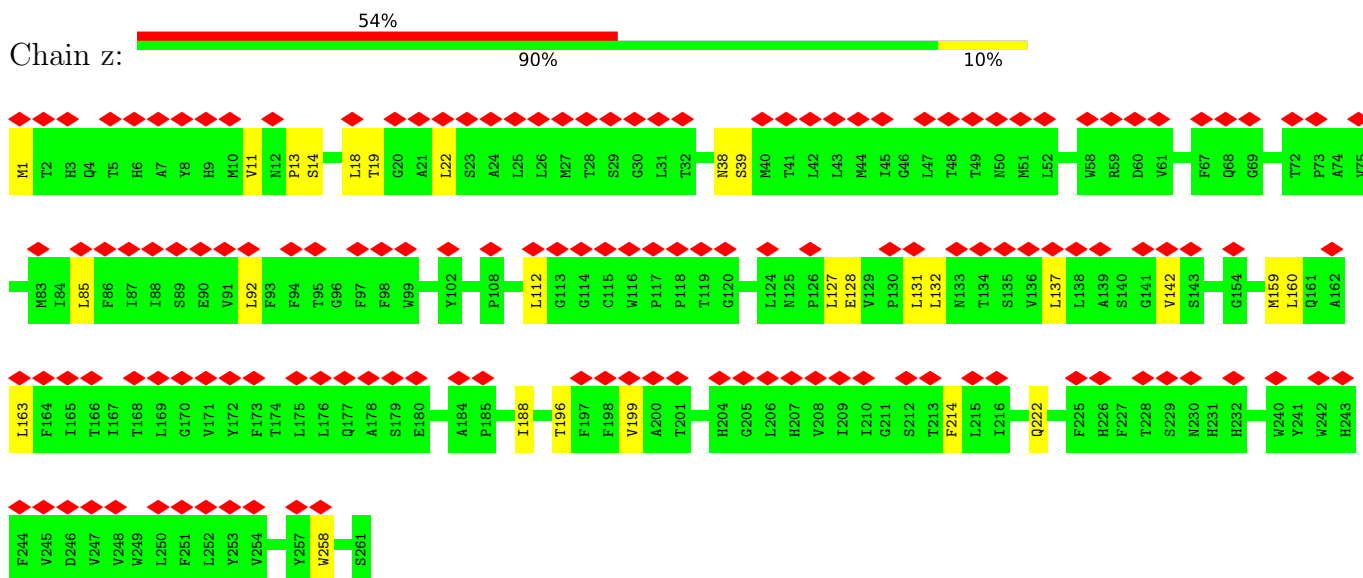 54%
Chain z:
90% 10%
M1 T2 H3 Q4 T5 H6 A7 Y8 H9 M10 V11 N12 P13 S14 L18 T19 G20 A21 L22 S23 A24 L25 L26 M27 T28 S29 G30 L31 T32 N38 S39 M40 T41 L42 L43 M44 I45 G46 L47 T48 T49 N50 M51 L52 W58 R59 D60 V61 F67 Q68 G69 T72 P73 A74 V75
M83 I84 L85 F86 I87 I88 S89 E90 V91 L92 F93 F94 T95 G96 F97 F98 W99 Y102 P108 L112 G113 G114 C115 W116 P117 P118 T119 G120 L124 N125 P126 L127 E128 V129 P130 L131 L132 N133 T134 S135 V136 L137 L138 A139 S140 G141 V142 S143 G154 M159 L160 Q161 A162
L163 F164 I165 T166 I167 T168 L169 G170 V171 Y172 F173 T174 L175 L176 Q177 A178 S179 E180 A184 P185 I188 T196 F197 F198 V199 A200 T201 H204 G205 L206 H207 V208 I209 I210 G211 S212 T213 F214 L215 I216 Q222 F225 H226 F227 T228 S229 N230 H231 H232 W240 Y241 W242 H243
F244 V245 D246 V247 V248 W249 L250 F251 L252 Y253 V254 Y257 W258 S261